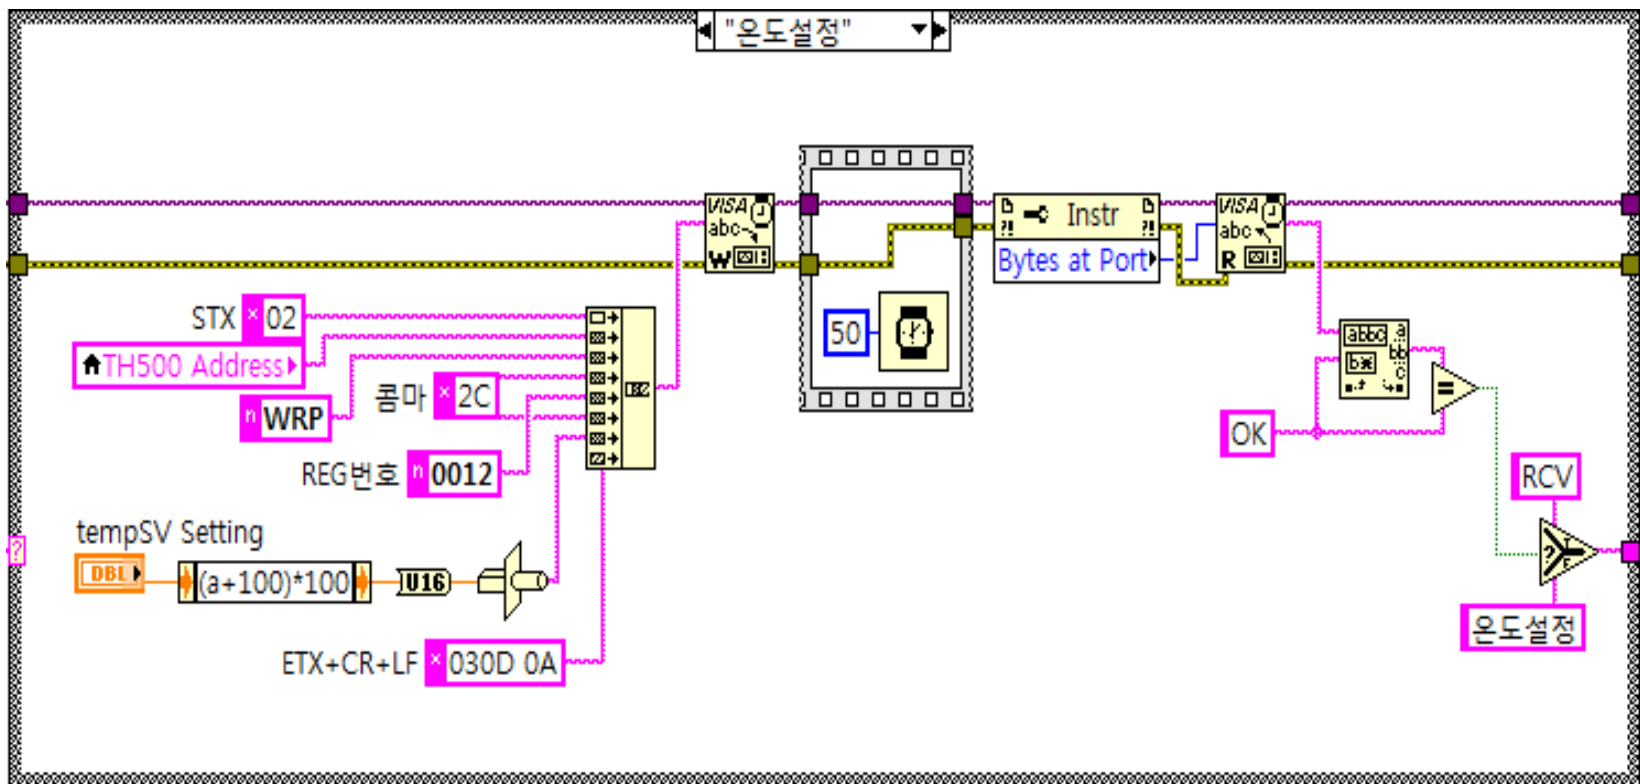 "온도설정"
VISA
abc
W
Instr
Bytes at Port
VISA
abc
R
STX × 02
TH500 Address
n WRP
콤마 × 2C
REG번호 n 0012
50
abbc
a
bb
c
b*
=
OK
RCV
tempSV Setting
DBL
(a+100)*100
U16
?
?
T
F
온도설정
ETX+CR+LF × 030D 0A